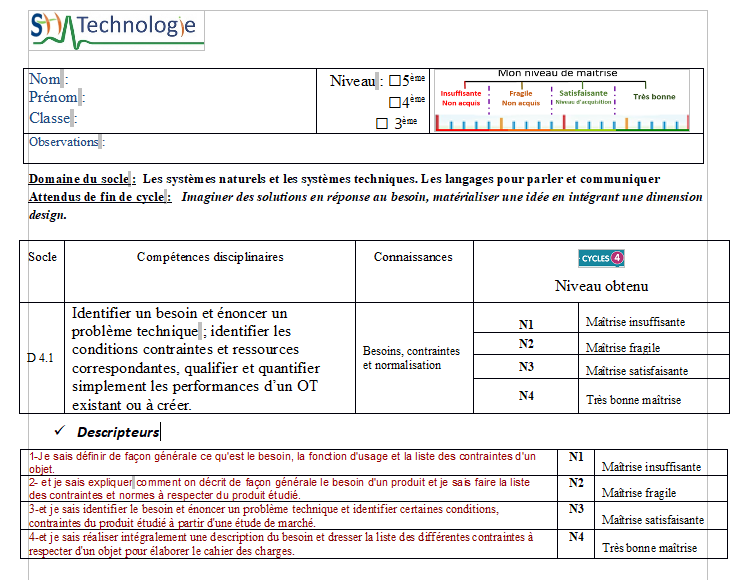 SIIA Technologie
Nom :
Prénom :
Classe :
Niveau : ☐5ème
☐4ème
☐ 3ème
Mon niveau de maitrise
Insuffisante
Non acquis
Fragile
Non acquis
Satisfaisante
Niveau d'acquisition
Très bonne
Observations :
Domaine du socle : Les systèmes naturels et les systèmes techniques. Les langages pour parler et communiquer
Attendus de fin de cycle : Imaginer des solutions en réponse au besoin, matérialiser une idée en intégrant une dimension
design.
Socle
Compétences disciplinaires
Connaissances
CYCLES 4
Niveau obtenu
D 4.1
Identifier un besoin et énoncer un
problème technique ; identifier les
conditions contraintes et ressources
correspondantes, qualifier et quantifier
simplement les performances d'un OT
existant ou à créer.
Besoins, contraintes
et normalisation
N1 Maîtrise insuffisante
N2 Maîtrise fragile
N3 Maîtrise satisfaisante
N4 Très bonne maîtrise
✓ Descripteurs
1-Je sais définir de façon générale ce qu'est le besoin, la fonction d'usage et la liste des contraintes d'un
objet.
N1 Maîtrise insuffisante
2- et je sais expliquer comment on décrit de façon générale le besoin d'un produit et je sais faire la liste
des contraintes et normes à respecter du produit étudié.
N2 Maîtrise fragile
3-et je sais identifier le besoin et énoncer un problème technique et identifier certaines conditions,
contraintes du produit étudié à partir d'une étude de marché.
N3 Maîtrise satisfaisante
4-et je sais réaliser intégralement une description du besoin et dresser la liste des différentes contraintes à
respecter d'un objet pour élaborer le cahier des charges.
N4 Très bonne maîtrise